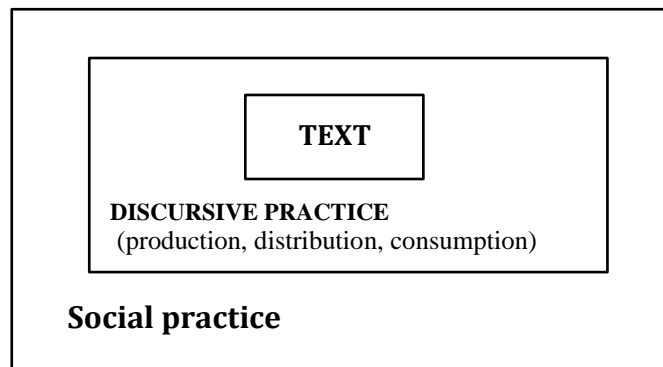 TEXT
DISCURSIVE PRACTICE
(production, distribution, consumption)
Social practice